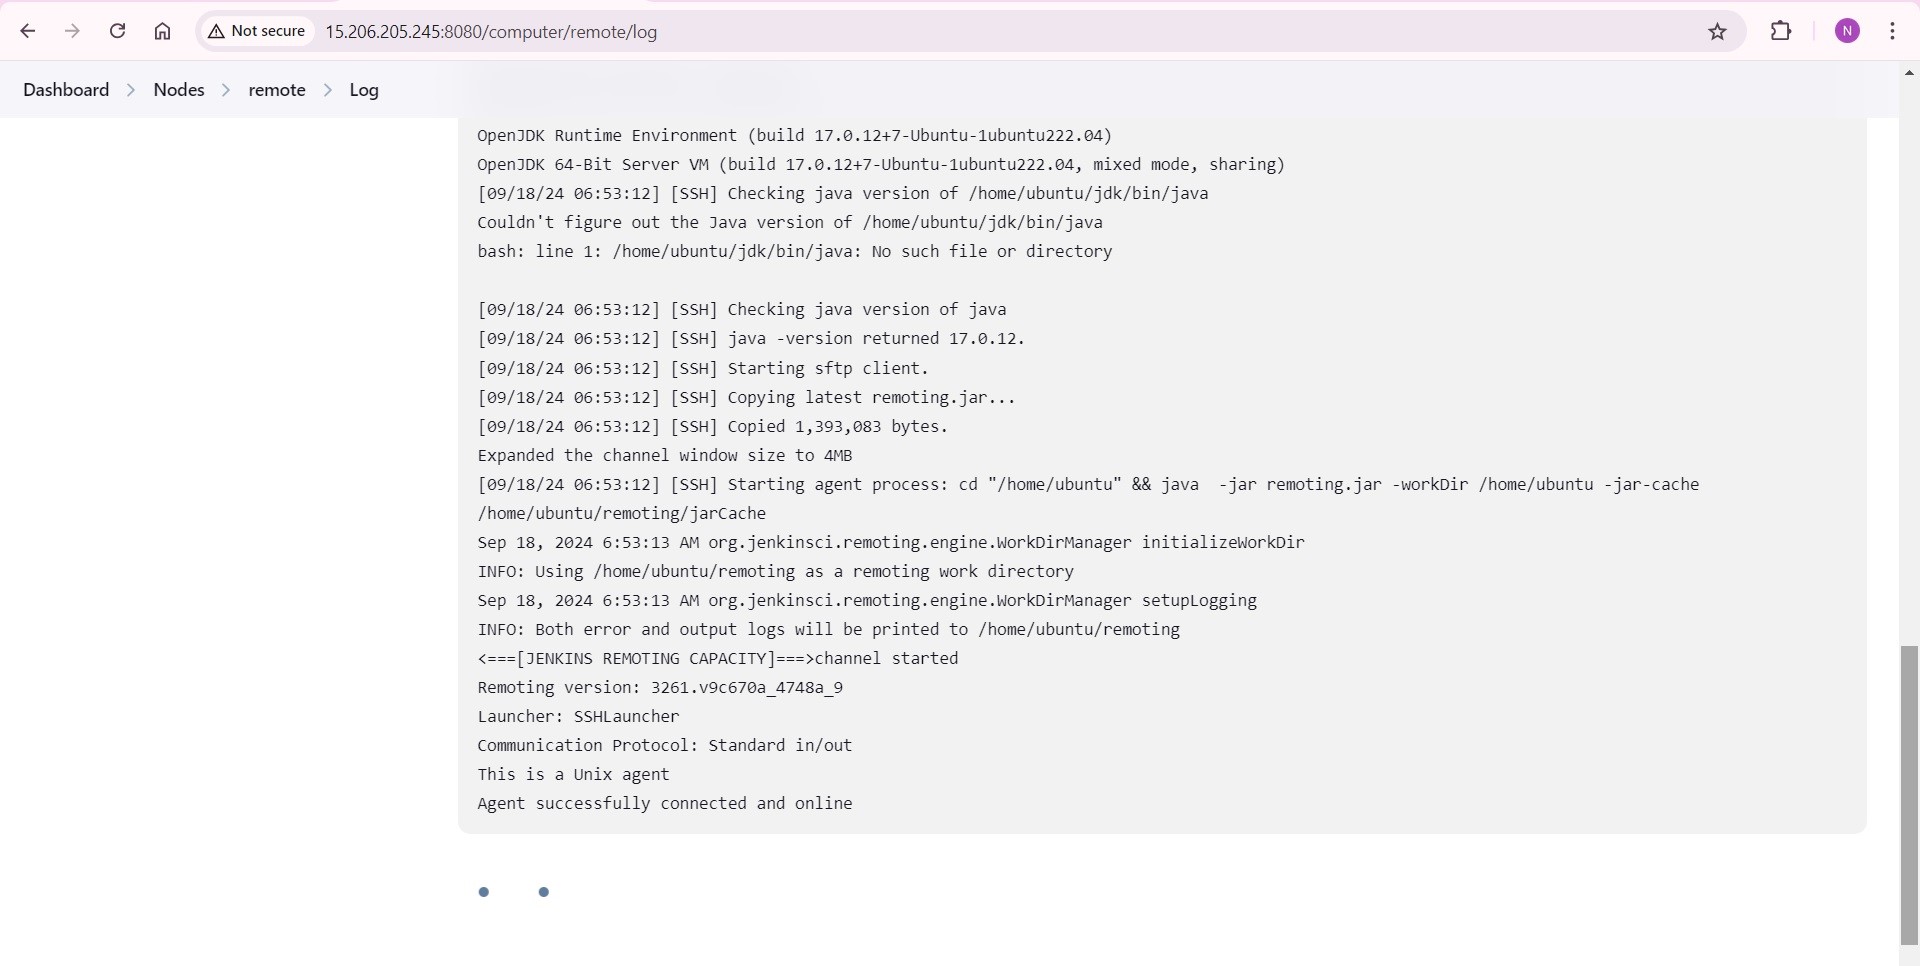 Not secure 15.206.205.245:8080/computer/remote/log N
Dashboard > Nodes > remote > Log
OpenJDK Runtime Environment (build 17.0.12+7-Ubuntu-1ubuntu222.04)
OpenJDK 64-Bit Server VM (build 17.0.12+7-Ubuntu-1ubuntu222.04, mixed mode, sharing)
[09/18/24 06:53:12] [SSH] Checking java version of /home/ubuntu/jdk/bin/java
Couldn't figure out the Java version of /home/ubuntu/jdk/bin/java
bash: line 1: /home/ubuntu/jdk/bin/java: No such file or directory
[09/18/24 06:53:12] [SSH] Checking java version of java
[09/18/24 06:53:12] [SSH] java -version returned 17.0.12.
[09/18/24 06:53:12] [SSH] Starting sftp client.
[09/18/24 06:53:12] [SSH] Copying latest remoting.jar...
[09/18/24 06:53:12] [SSH] Copied 1,393,083 bytes.
Expanded the channel window size to 4MB
[09/18/24 06:53:12] [SSH] Starting agent process: cd "/home/ubuntu" && java  -jar remoting.jar -workDir /home/ubuntu -jar-cache
/home/ubuntu/remoting/jarCache
Sep 18, 2024 6:53:13 AM org.jenkinsci.remoting.engine.WorkDirManager initializeWorkDir
INFO: Using /home/ubuntu/remoting as a remoting work directory
Sep 18, 2024 6:53:13 AM org.jenkinsci.remoting.engine.WorkDirManager setupLogging
INFO: Both error and output logs will be printed to /home/ubuntu/remoting
<===[JENKINS REMOTING CAPACITY]===>channel started
Remoting version: 3261.v9c670a_4748a_9
Launcher: SSHLauncher
Communication Protocol: Standard in/out
This is a Unix agent
Agent successfully connected and online